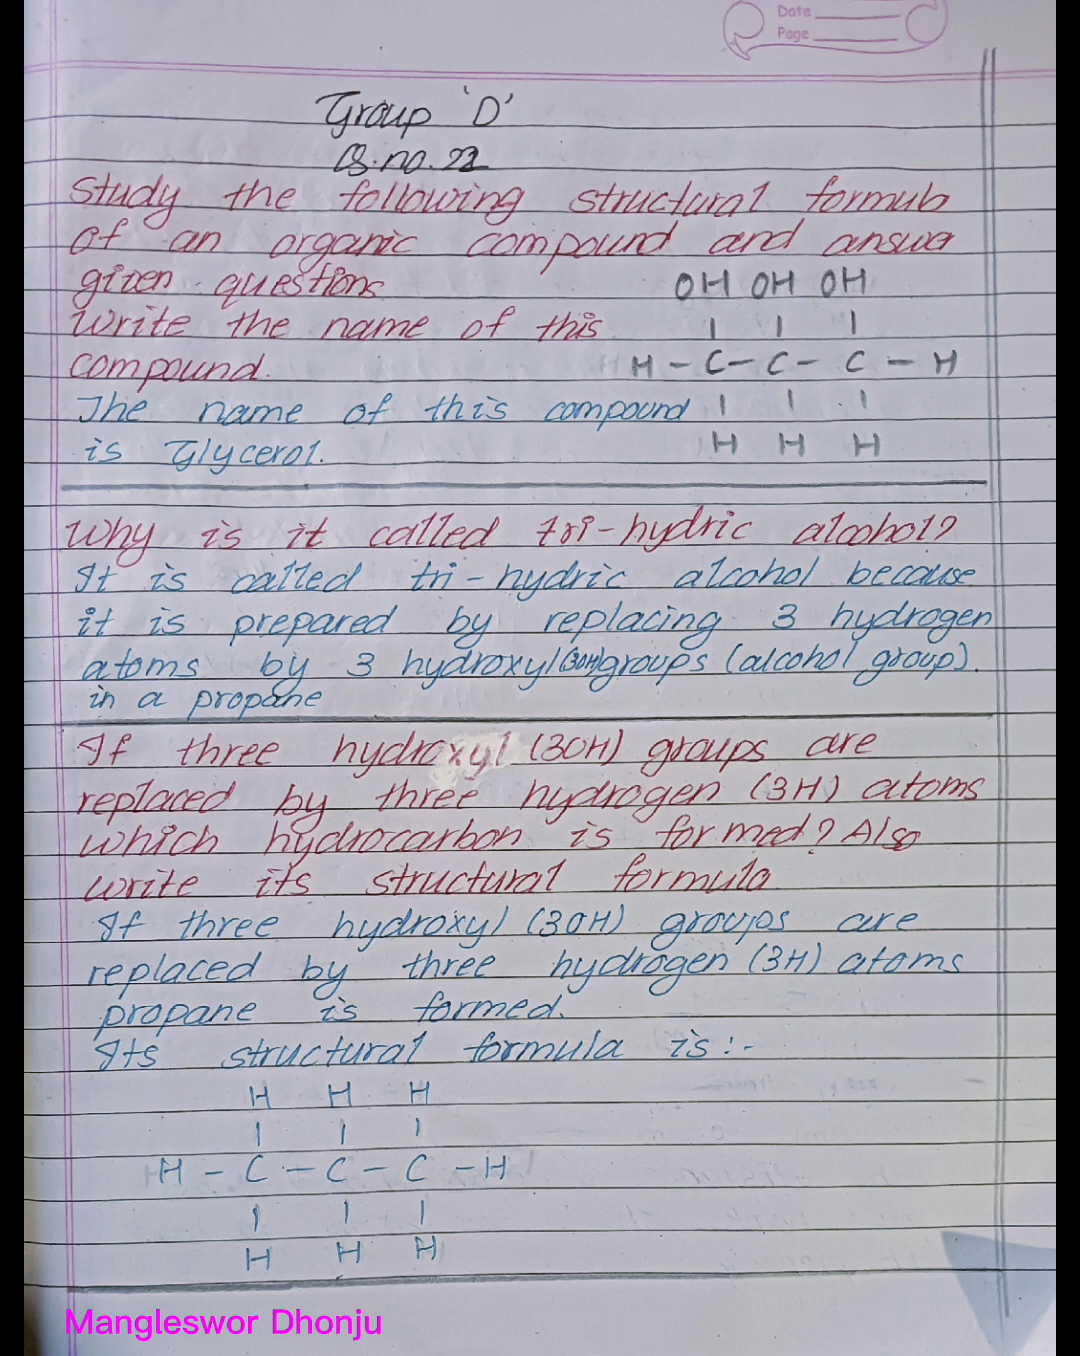 Date
Page
Group 'D'
Q.no. 22
Study the following structural formula
of an organic compound and answer
given questions
OH OH OH
Write the name of this
| | |
compound.
H - C - C - C - H
The name of this compound
| | |
is Glycerol.
H H H
Why is it called tri-hydric alcohol?
It is called tri-hydric alcohol because
it is prepared by replacing 3 hydrogen
atoms by 3 hydroxyl(3OH)groups (alcohol group).
in a propane
If three hydroxyl (3OH) groups are
replaced by three hydrogen (3H) atoms
which hydrocarbon is formed? Also
write its structural formula
If three hydroxyl (3OH) groups are
replaced by three hydrogen (3H) atoms
propane is formed.
Its structural formula is:-
H H H
| | |
H - C - C - C - H
| | |
H H H
Mangleswor Dhonju